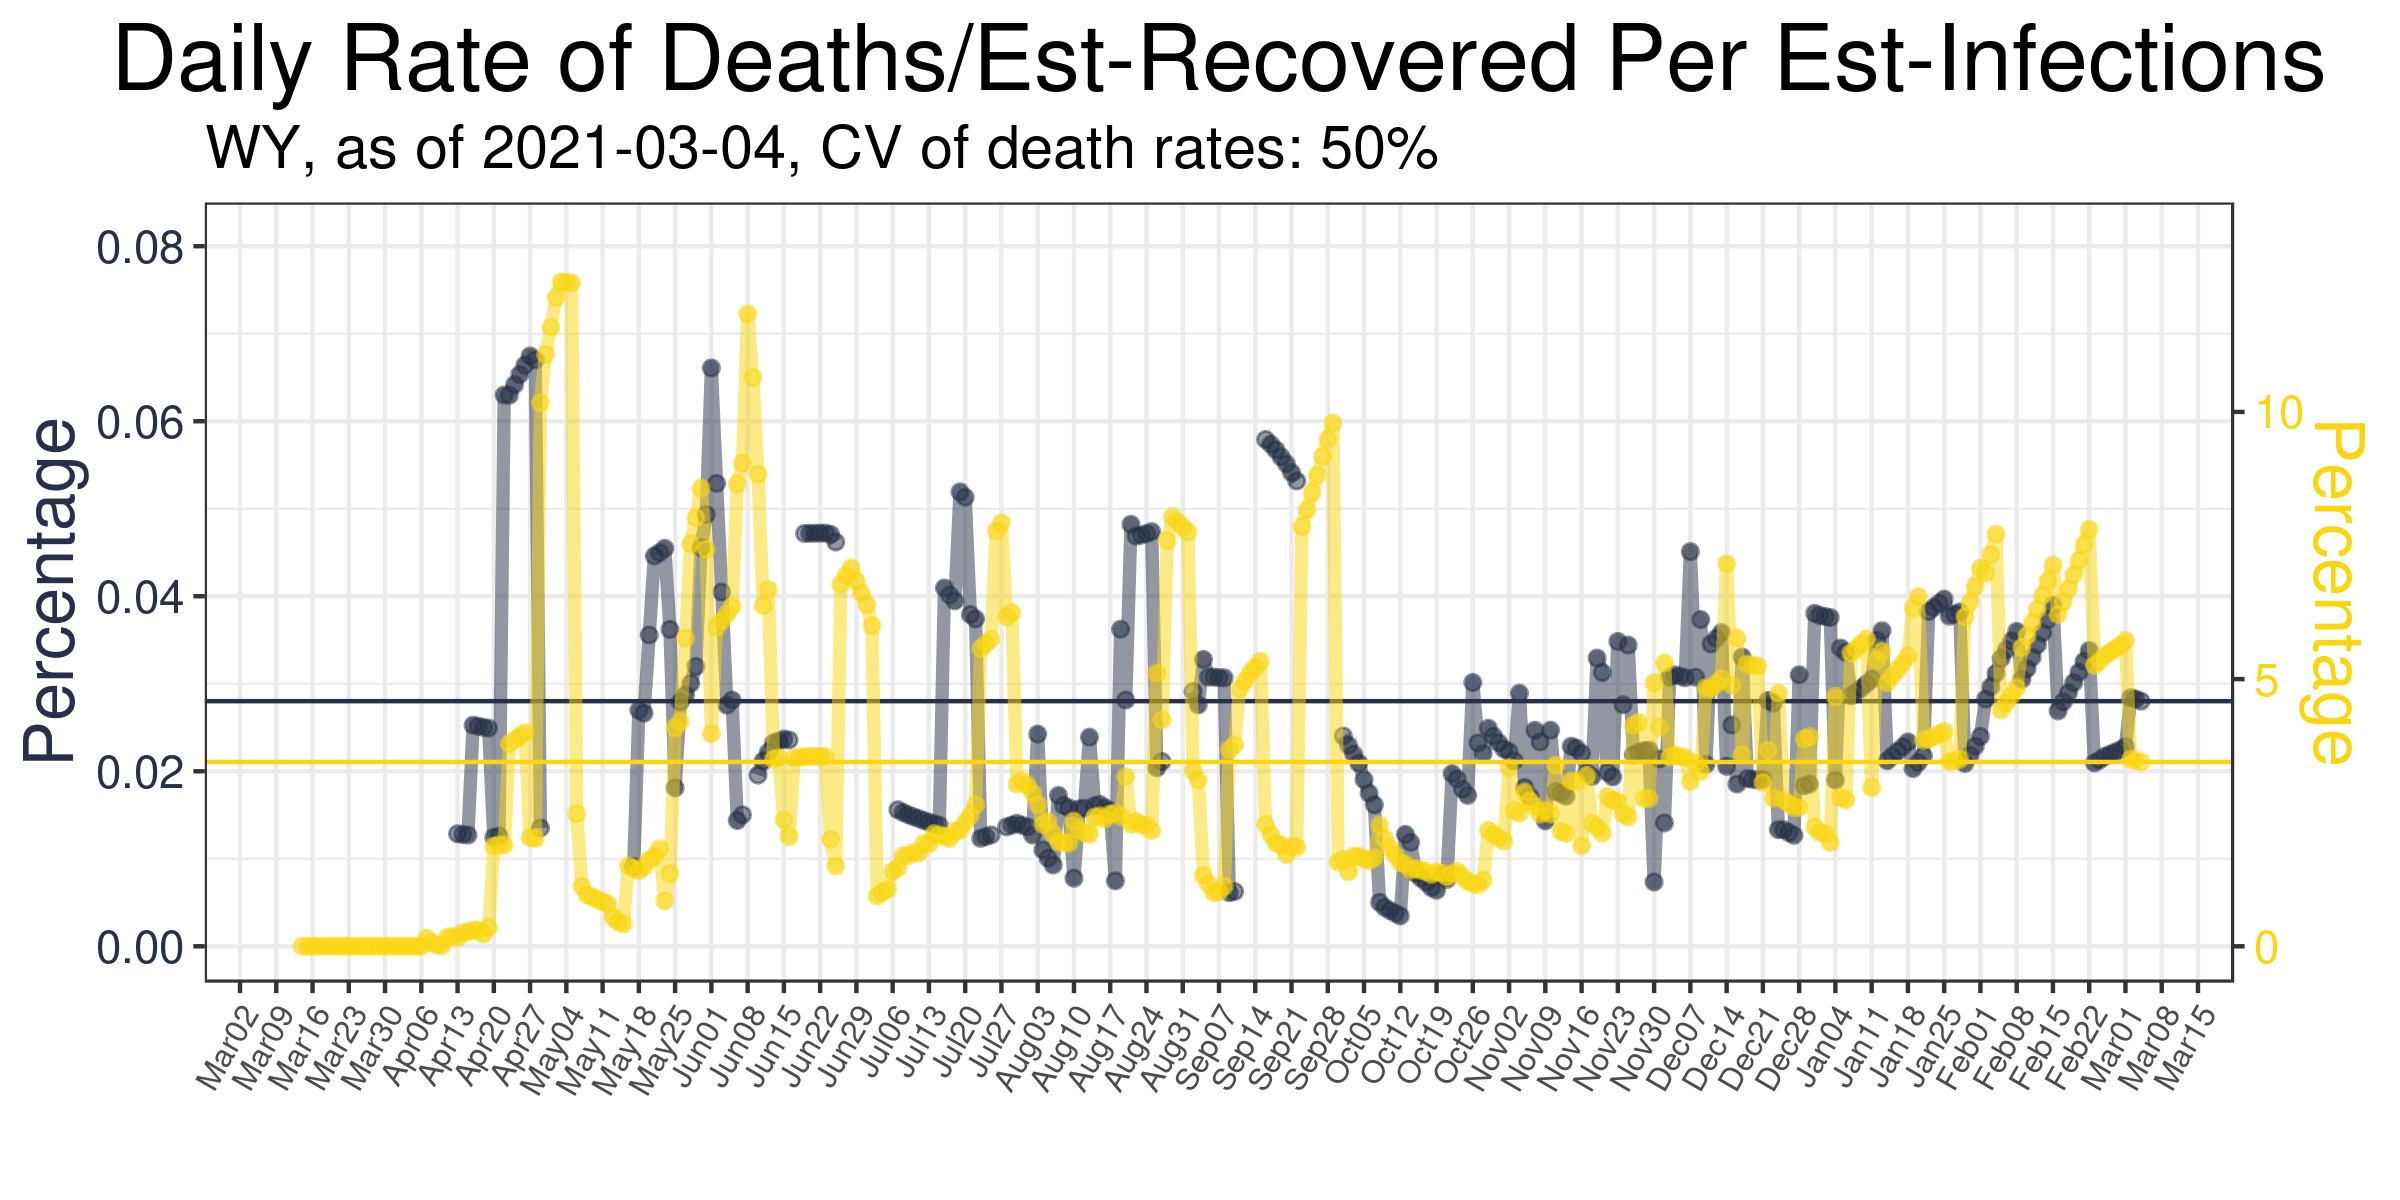 Daily Rate of Deaths/Est-Recovered Per Est-Infections
WY, as of 2021-03-04, CV of death rates: 50%
Percentage
0.08
0.06
0.04
0.02
0.00
10
5
0
Percentage
Mar02
Mar09
Mar16
Mar23
Mar30
Apr06
Apr13
Apr20
Apr27
May04
May11
May18
May25
Jun01
Jun08
Jun15
Jun22
Jun29
Jul06
Jul13
Jul20
Jul27
Aug03
Aug10
Aug17
Aug24
Aug31
Sep07
Sep14
Sep21
Sep28
Oct05
Oct12
Oct19
Oct26
Nov02
Nov09
Nov16
Nov23
Nov30
Dec07
Dec14
Dec21
Dec28
Jan04
Jan11
Jan18
Jan25
Feb01
Feb08
Feb15
Feb22
Mar01
Mar08
Mar15